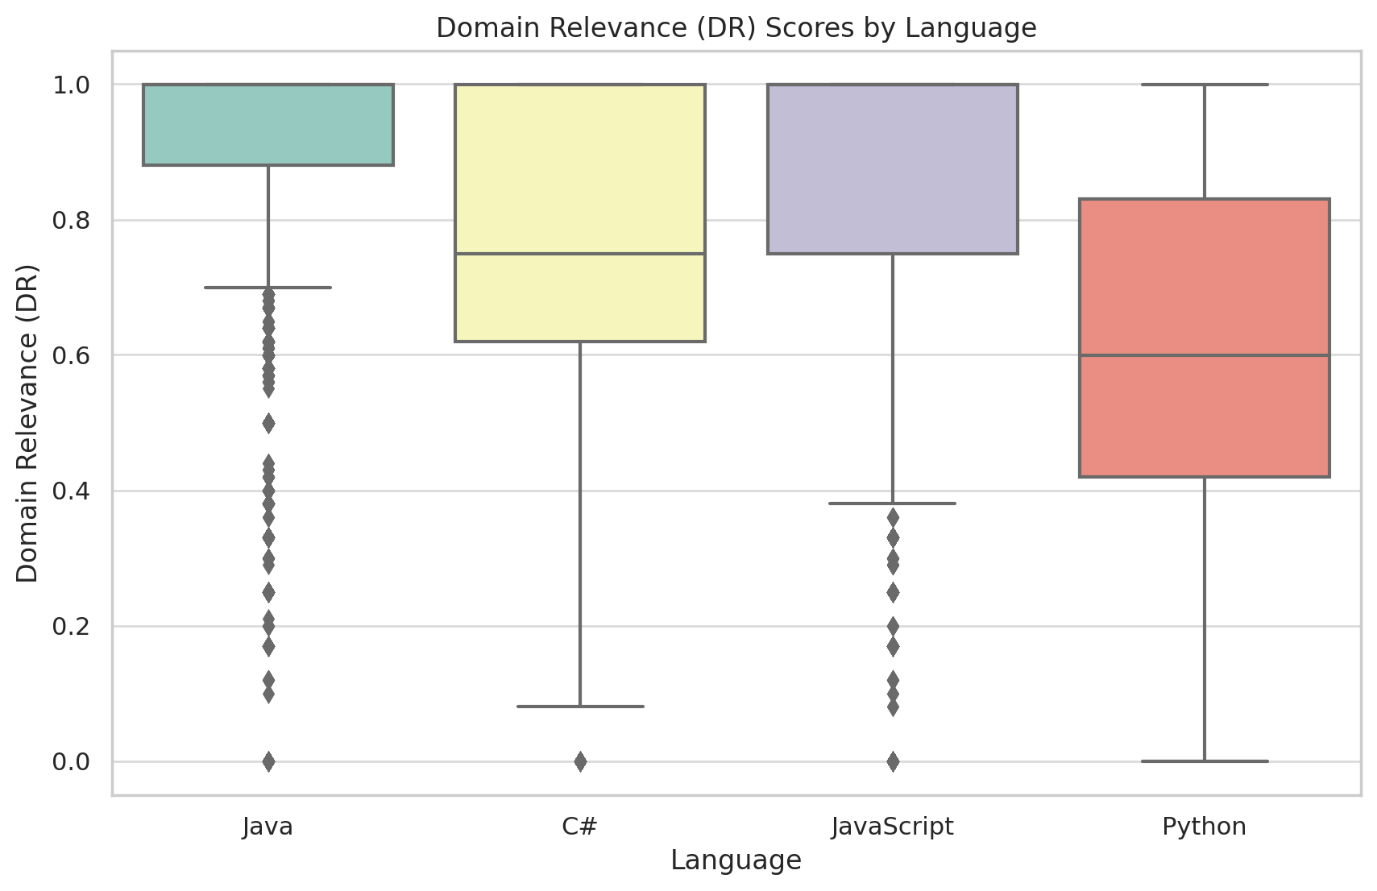 Domain Relevance (DR) Scores by Language
Domain Relevance (DR)
1.0
0.8
0.6
0.4
0.2
0.0
Java C# JavaScript Python
Language